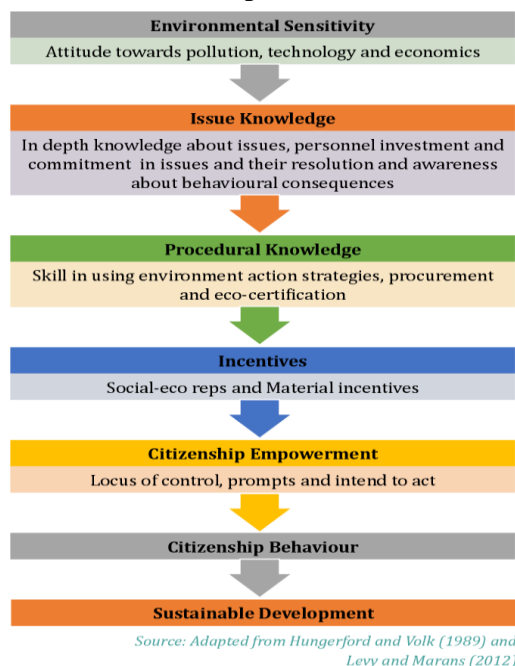 Environmental Sensitivity
Attitude towards pollution, technology and economics
Issue Knowledge
In depth knowledge about issues, personnel investment and
commitment in issues and their resolution and awareness
about behavioural consequences
Procedural Knowledge
Skill in using environment action strategies, procurement
and eco-certification
Incentives
Social-eco reps and Material incentives
Citizenship Empowerment
Locus of control, prompts and intend to act
Citizenship Behaviour
Sustainable Development
Source: Adapted from Hungerford and Volk (1989) and
Levy and Marans (2012)